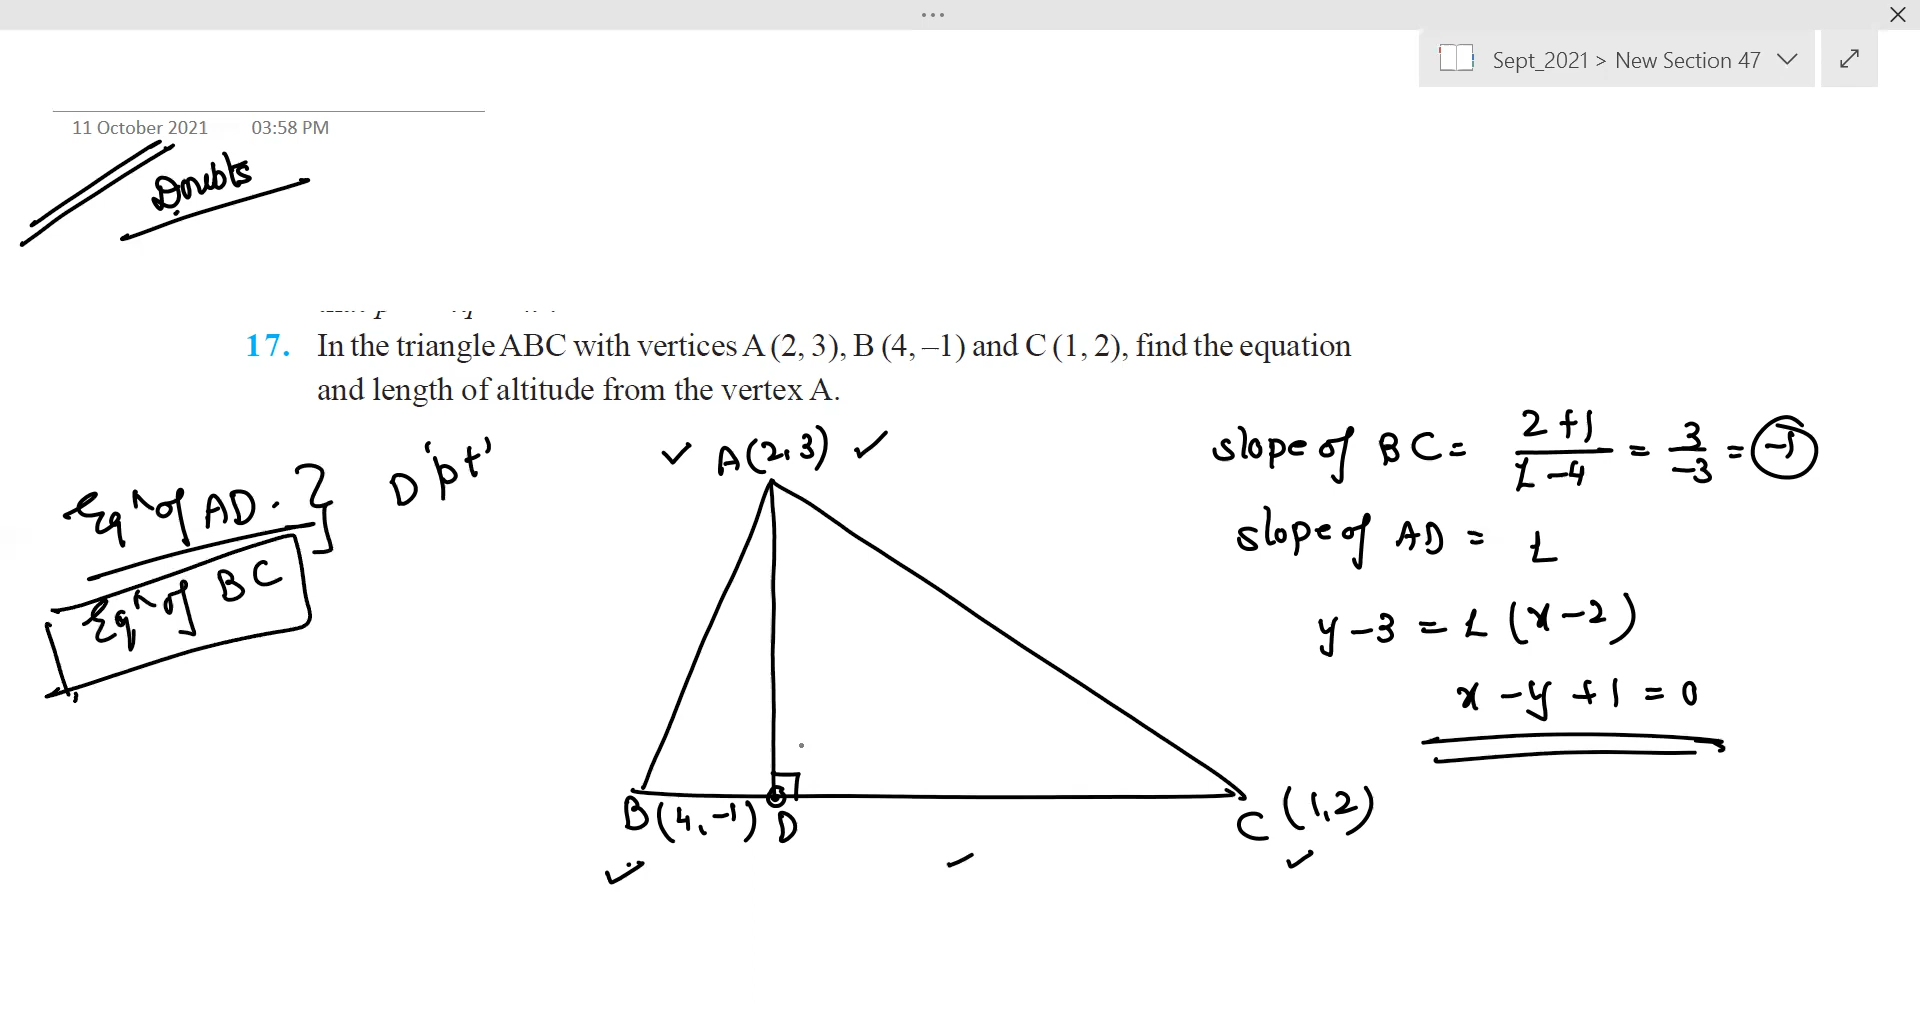 Sept_2021 > New Section 47
11 October 2021 03:58 PM
Doubts
17. In the triangle ABC with vertices A (2, 3), B (4, –1) and C (1, 2), find the equation
and length of altitude from the vertex A.
Eqⁿ of AD.
Eqⁿ of BC
D 'pt'
A(2,3)
B(4,-1) D
C (1,2)
slope of BC = 2+1/1-4 = 3/-3 = -1
slope of AD = 1
y-3 = 1 (x-2)
x-y+1=0